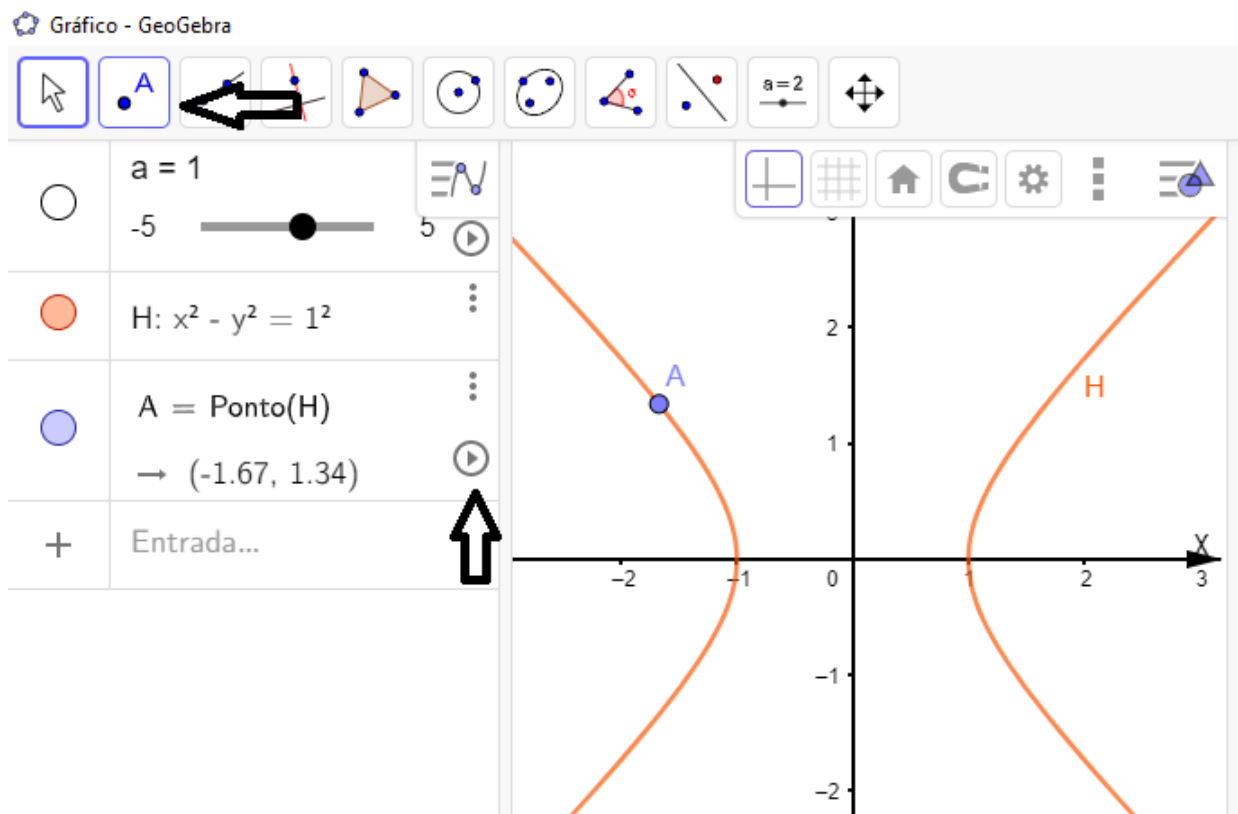 Gráfico - GeoGebra
A
a = 2
a = 1
-5
5
H: x² - y² = 1²
A = Ponto(H)
→ (-1.67, 1.34)
+ Entrada...
A
H
X
2
1
–2
–1
0
1
2
3
–1
–2